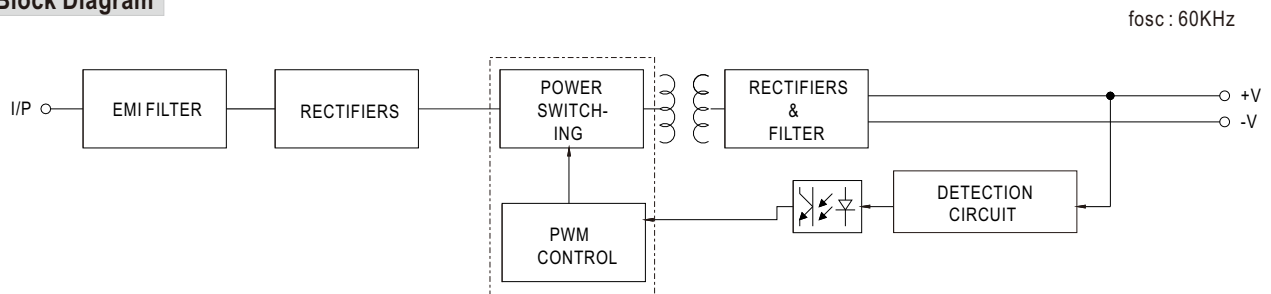 Block Diagram
fosc : 60KHz
I/P
EMI FILTER
RECTIFIERS
POWER
SWITCH-
ING
RECTIFIERS
&
FILTER
+V
-V
DETECTION
CIRCUIT
PWM
CONTROL